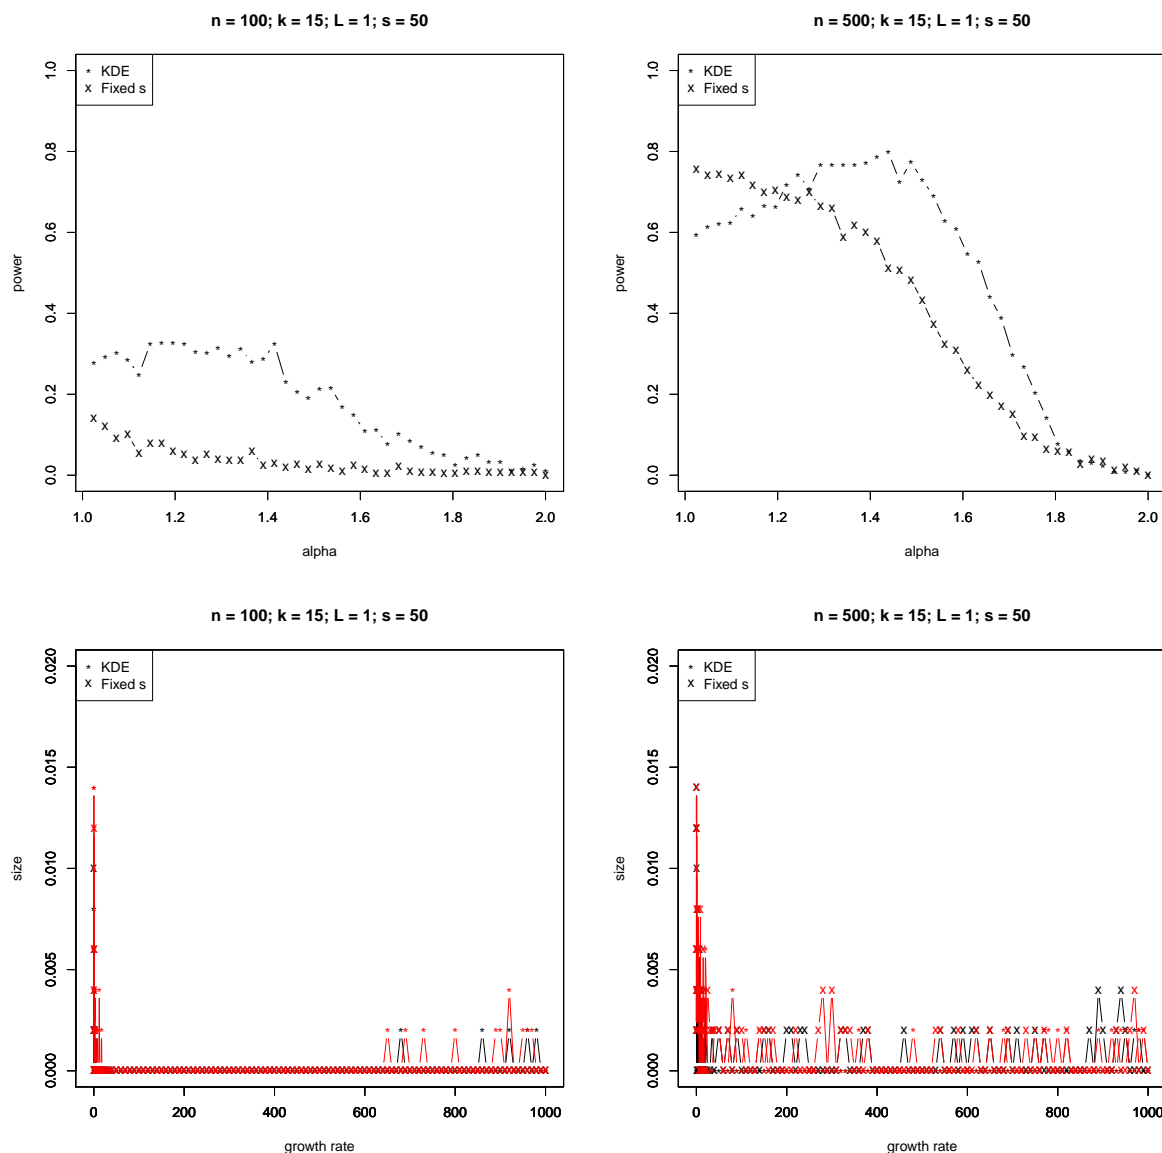 n = 100; k = 15; L = 1; s = 50
* KDE
x Fixed s
power
1.0
0.8
0.6
0.4
0.2
0.0
1.0 1.2 1.4 1.6 1.8 2.0
alpha
n = 500; k = 15; L = 1; s = 50
* KDE
x Fixed s
power
1.0
0.8
0.6
0.4
0.2
0.0
1.0 1.2 1.4 1.6 1.8 2.0
alpha
n = 100; k = 15; L = 1; s = 50
* KDE
x Fixed s
size
0.020
0.015
0.010
0.005
0.000
0 200 400 600 800 1000
growth rate
n = 500; k = 15; L = 1; s = 50
* KDE
x Fixed s
size
0.020
0.015
0.010
0.005
0.000
0 200 400 600 800 1000
growth rate